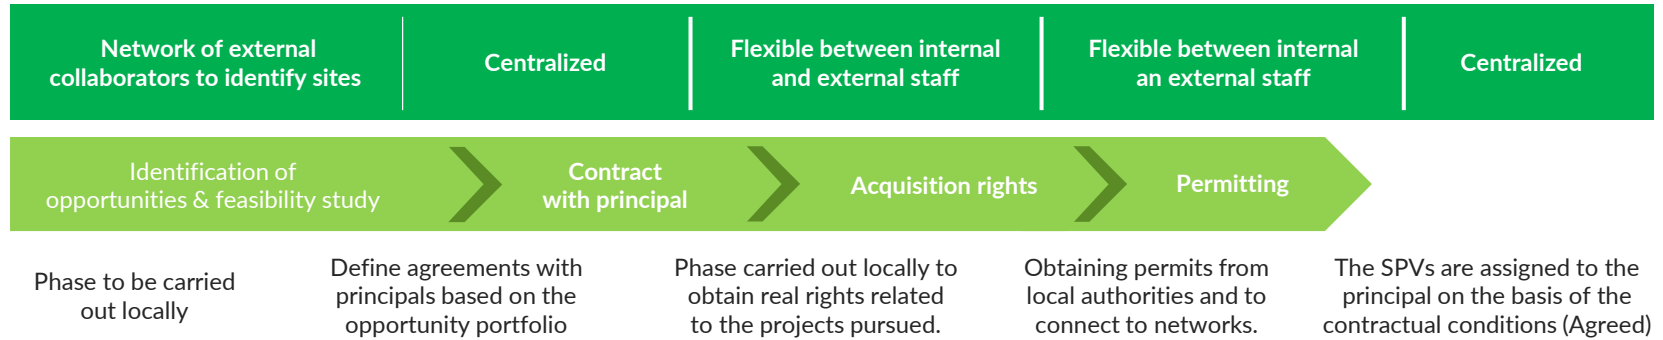 Network of external
collaborators to identify sites
Centralized
Flexible between internal
and external staff
Flexible between internal
an external staff
Centralized
Identification of
opportunities & feasibility study
Contract
with principal
Acquisition rights
Permitting
Phase to be carried
out locally
Define agreements with
principals based on the
opportunity portfolio
Phase carried out locally to
obtain real rights related
to the projects pursued.
Obtaining permits from
local authorities and to
connect to networks.
The SPVs are assigned to the
principal on the basis of the
contractual conditions (Agreed)